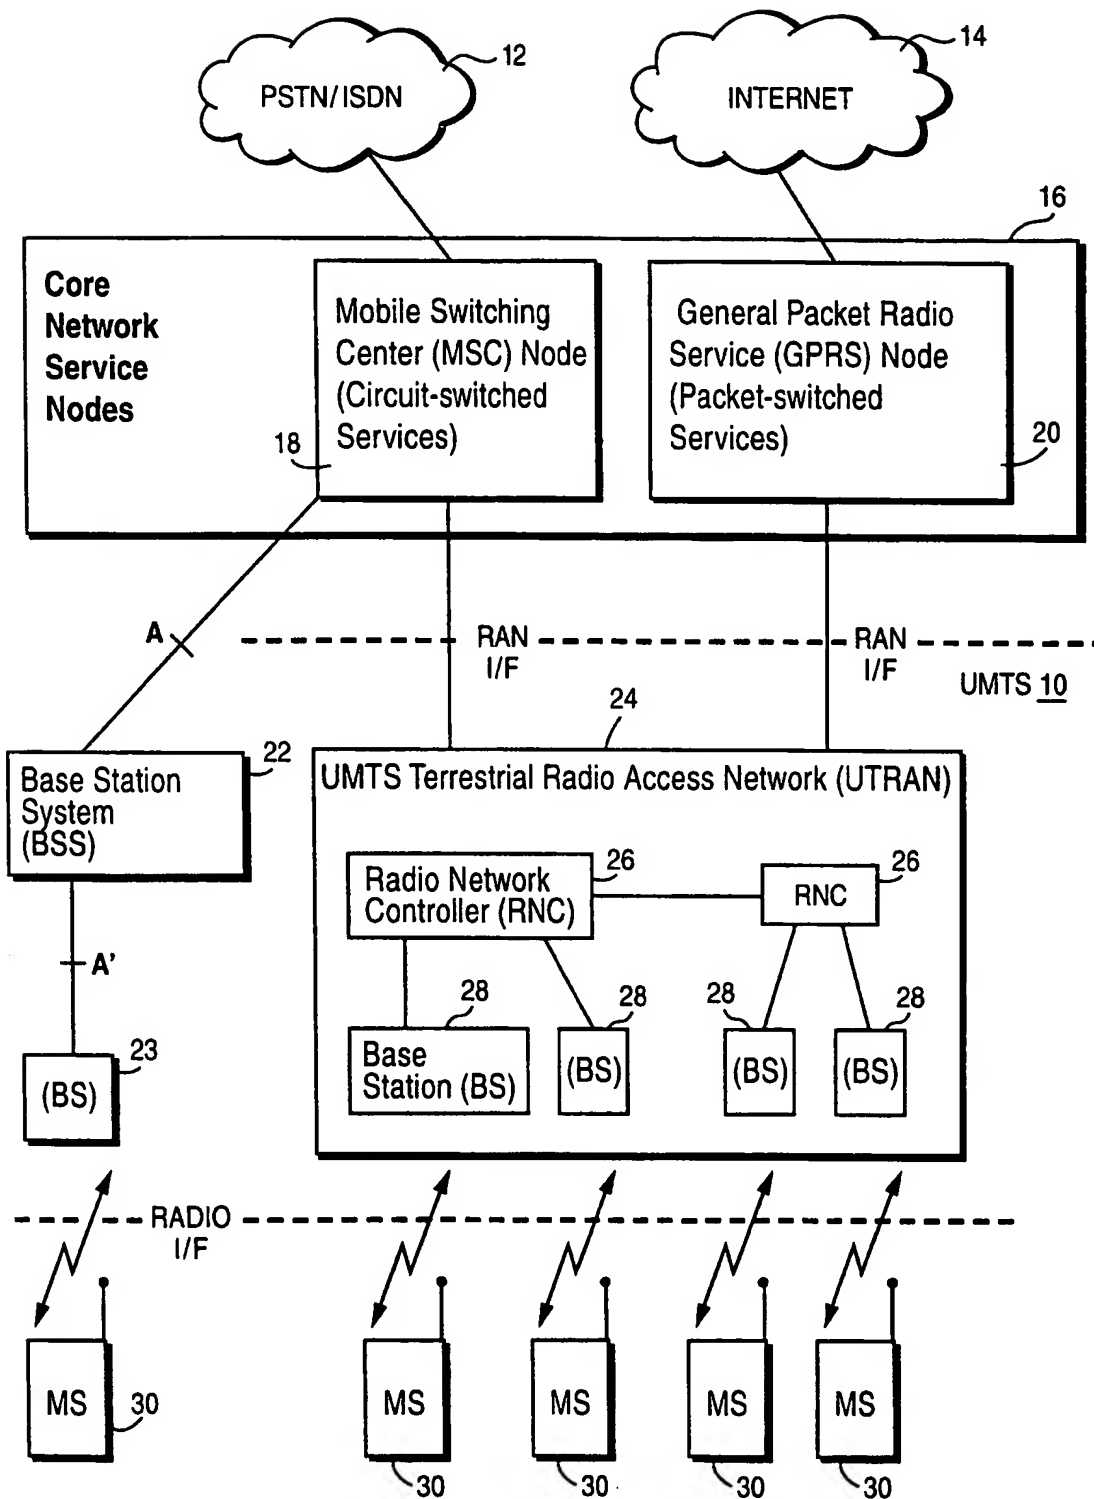 12
14
PSTN/ISDN
INTERNET
16
Core
Network
Service
Nodes
Mobile Switching
Center (MSC) Node
(Circuit-switched
Services)
18
General Packet Radio
Service (GPRS) Node
(Packet-switched
Services)
20
A
RAN
I/F
RAN
I/F
UMTS 10
24
22
Base Station
System
(BSS)
UMTS Terrestrial Radio Access Network (UTRAN)
26
Radio Network
Controller (RNC)
26
RNC
A'
28
28
28
28
23
(BS)
Base
Station (BS)
(BS)
(BS)
(BS)
RADIO
I/F
MS
30
MS
30
MS
30
MS
30
MS
30